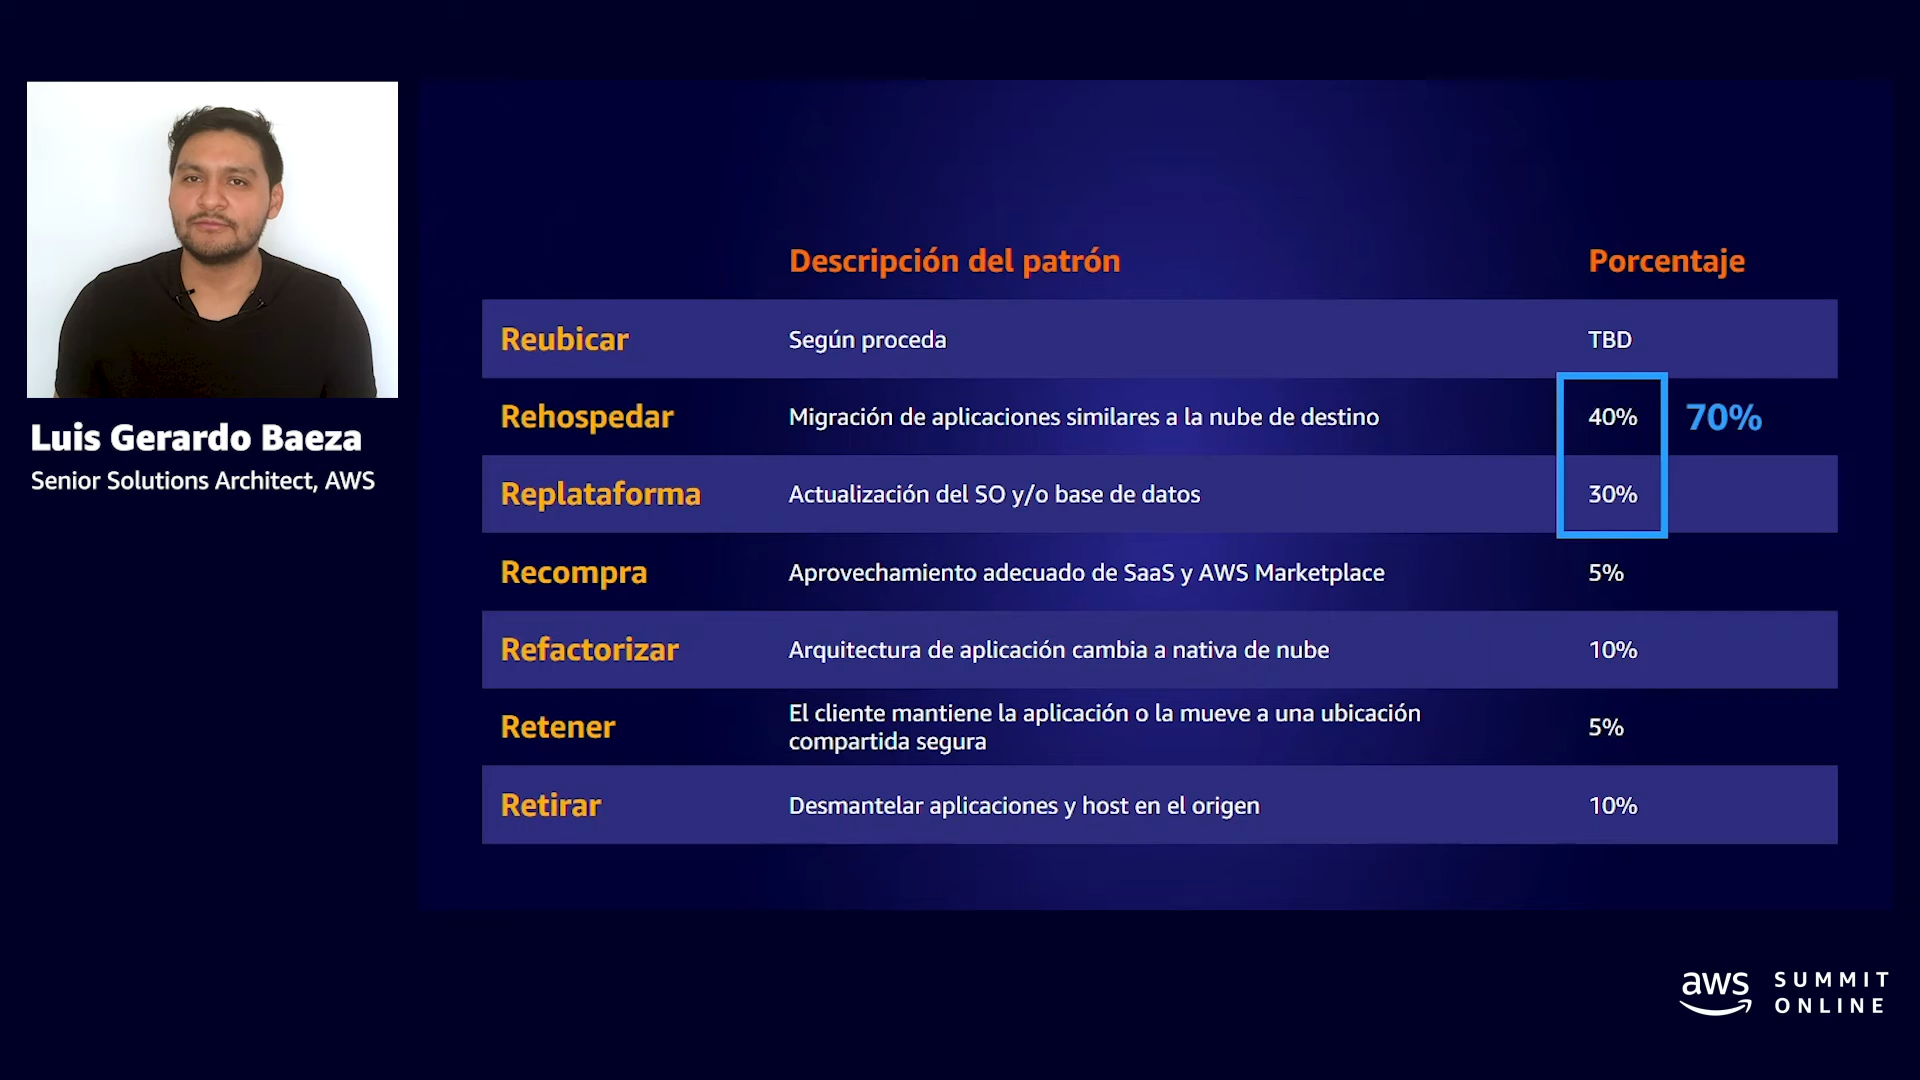 Luis Gerardo Baeza
Senior Solutions Architect, AWS
Descripción del patrón Porcentaje
Reubicar Según proceda TBD
Rehospedar Migración de aplicaciones similares a la nube de destino 40% 70%
Replataforma Actualización del SO y/o base de datos 30%
Recompra Aprovechamiento adecuado de SaaS y AWS Marketplace 5%
Refactorizar Arquitectura de aplicación cambia a nativa de nube 10%
Retener El cliente mantiene la aplicación o la mueve a una ubicación
compartida segura 5%
Retirar Desmantelar aplicaciones y host en el origen 10%
aws SUMMIT
ONLINE